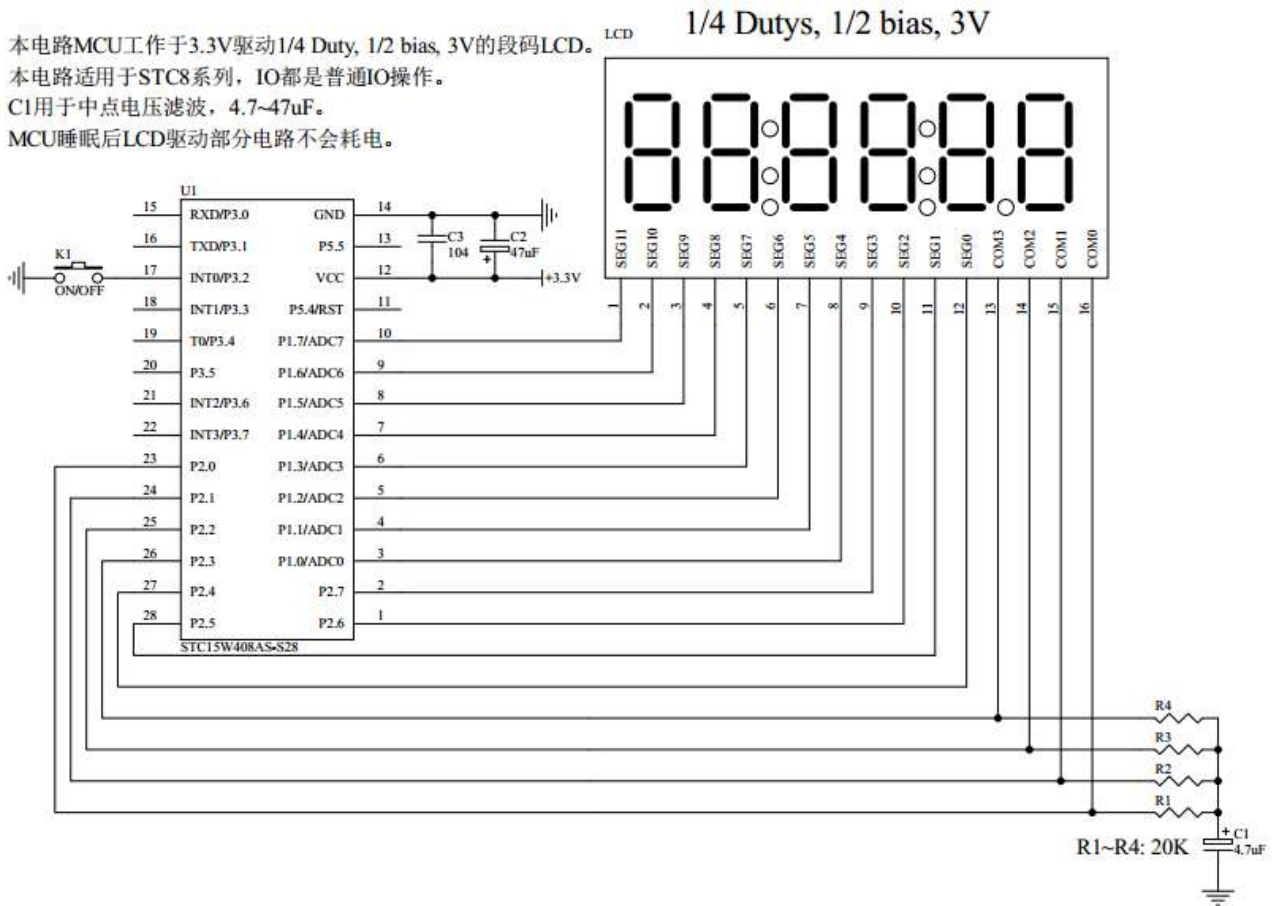 1/4 Dutys, 1/2 bias, 3V
LCD
本电路MCU工作于3.3V驱动1/4 Duty, 1/2 bias, 3V的段码LCD。
本电路适用于STC8系列，IO都是普通IO操作。
C1用于中点电压滤波，4.7~47uF。
MCU睡眠后LCD驱动部分电路不会耗电。
U1
15 RXD/P3.0 GND 14
16 TXD/P3.1 P5.5 13
17 INT0/P3.2 VCC 12
18 INT1/P3.3 P5.4/RST 11
19 T0/P3.4 P1.7/ADC7 10
20 P3.5 P1.6/ADC6 9
21 INT2/P3.6 P1.5/ADC5 8
22 INT3/P3.7 P1.4/ADC4 7
23 P2.0 P1.3/ADC3 6
24 P2.1 P1.2/ADC2 5
25 P2.2 P1.1/ADC1 4
26 P2.3 P1.0/ADC0 3
27 P2.4 P2.7 2
28 P2.5 P2.6 1
STC15W408AS-S28
K1
ON/OFF
C3
104
C2
+
47uF
+3.3V
SEG11 SEG10 SEG9 SEG8 SEG7 SEG6 SEG5 SEG4 SEG3 SEG2 SEG1 SEG0 COM3 COM2 COM1 COM0
1 2 3 4 5 6 7 8 9 10 11 12 13 14 15 16
R4
R3
R2
R1
R1~R4: 20K
+ C1
4.7uF